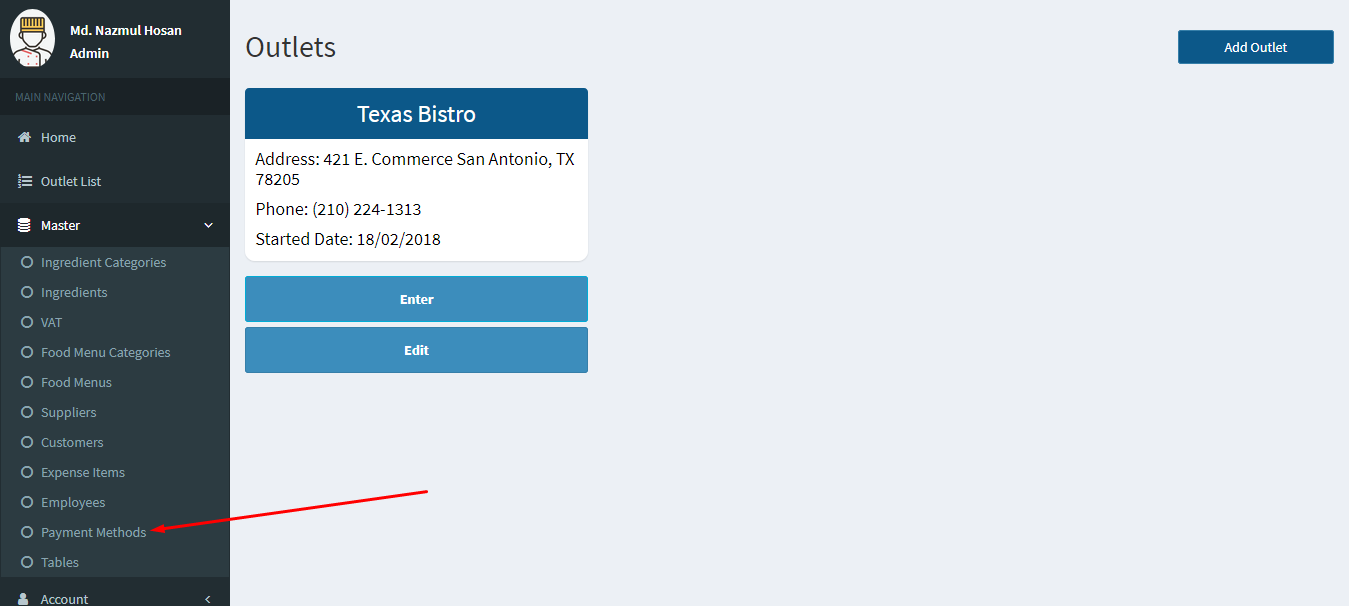 Md. Nazmul Hosan
Admin
MAIN NAVIGATION
Home
Outlet List
Master
Ingredient Categories
Ingredients
VAT
Food Menu Categories
Food Menus
Suppliers
Customers
Expense Items
Employees
Payment Methods
Tables
Account
Outlets
Add Outlet
Texas Bistro
Address: 421 E. Commerce San Antonio, TX
78205
Phone: (210) 224-1313
Started Date: 18/02/2018
Enter
Edit